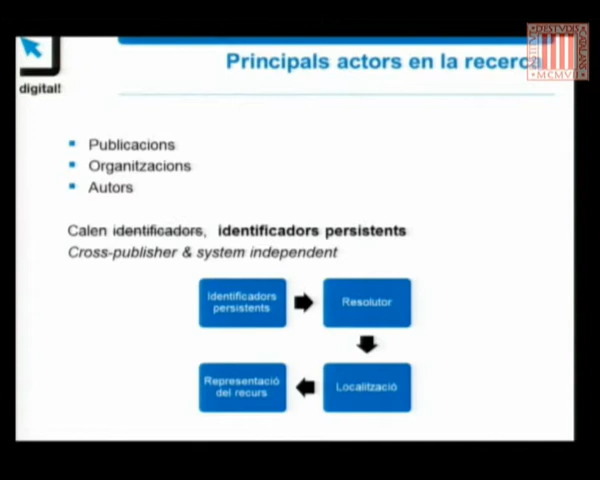 Principals actors en la recerca
digital!
Publicacions
Organitzacions
Autors
Calen identificadors, identificadors persistents
Cross-publisher & system independent
Identificadors
persistents
Resolutor
Representació
del recurs
Localització
MCMVII